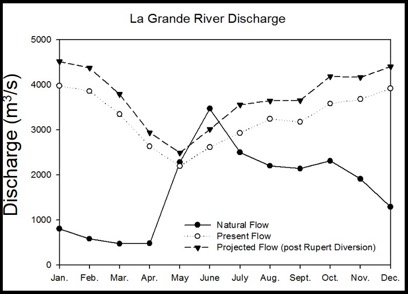 La Grande River Discharge
Discharge (m³/s)
5000
4000
3000
2000
1000
0
Natural Flow
Present Flow
Projected Flow (post Rupert Diversion)
Jan. Feb. Mar. Apr. May June July Aug. Sept. Oct. Nov. Dec.